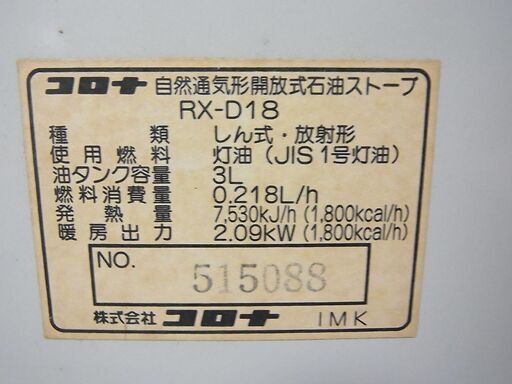 コロナ 自然通気形開放式石油ストーブ
RX-D18
種類 しん式・放射形
使用燃料 灯油（JIS1号灯油）
油タンク容量 3L
燃料消費量 0.218L/h
発熱量 7,530kJ/h (1,800kcal/h)
暖房出力 2.09kW (1,800kcal/h)
NO. 515088
株式会社 コロナ IMK